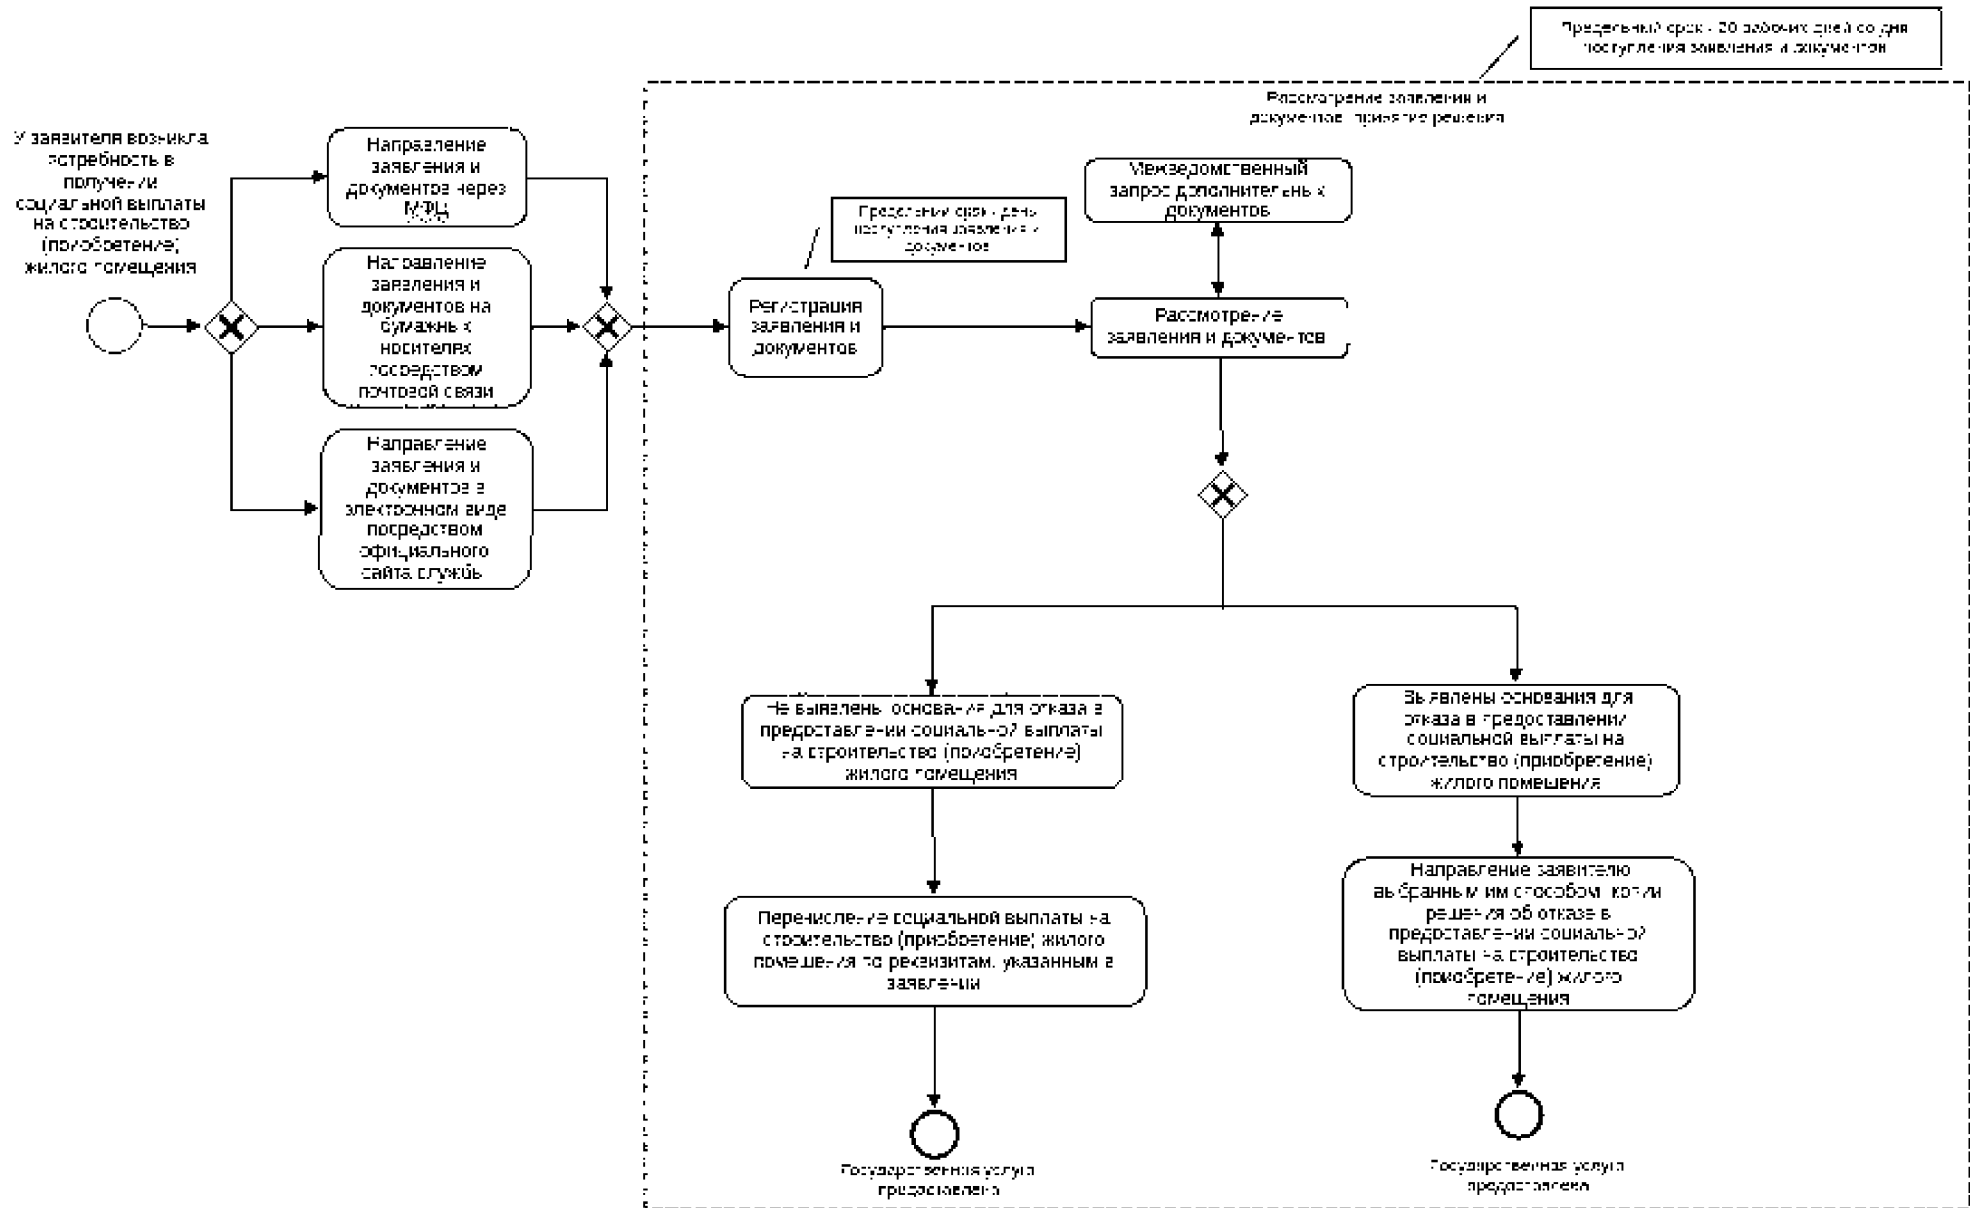 Предельный срок - 20 рабочих дней со дня
поступления заявления и документов
Рассмотрение заявления и
документов, принятие решения
У заявителя возникла
потребность в
получении
социальной выплаты
на строительство
(приобретение)
жилого помещения
Направление
заявления и
документов через
МФЦ
Направление
заявления и
документов на
бумажных
носителях
посредством
почтовой связи
Направление
заявления и
документов в
электронном виде
посредством
официального
сайта службы
Предельный срок - день
поступления заявления и
документов
Регистрация
заявления и
документов
Межведомственный
запрос дополнительных
документов
Рассмотрение
заявления и документов
Не выявлены основания для отказа в
предоставлении социальной выплаты
на строительство (приобретение)
жилого помещения
Перечисление социальной выплаты на
строительство (приобретение) жилого
помещения по реквизитам, указанным в
заявлении
Государственная услуга
предоставлена
Выявлены основания для
отказа в предоставлении
социальной выплаты на
строительство (приобретение)
жилого помещения
Направление заявителю
выбранным им способом копии
решения об отказе в
предоставлении социальной
выплаты на строительство
(приобретение) жилого
помещения
Государственная услуга
предоставлена